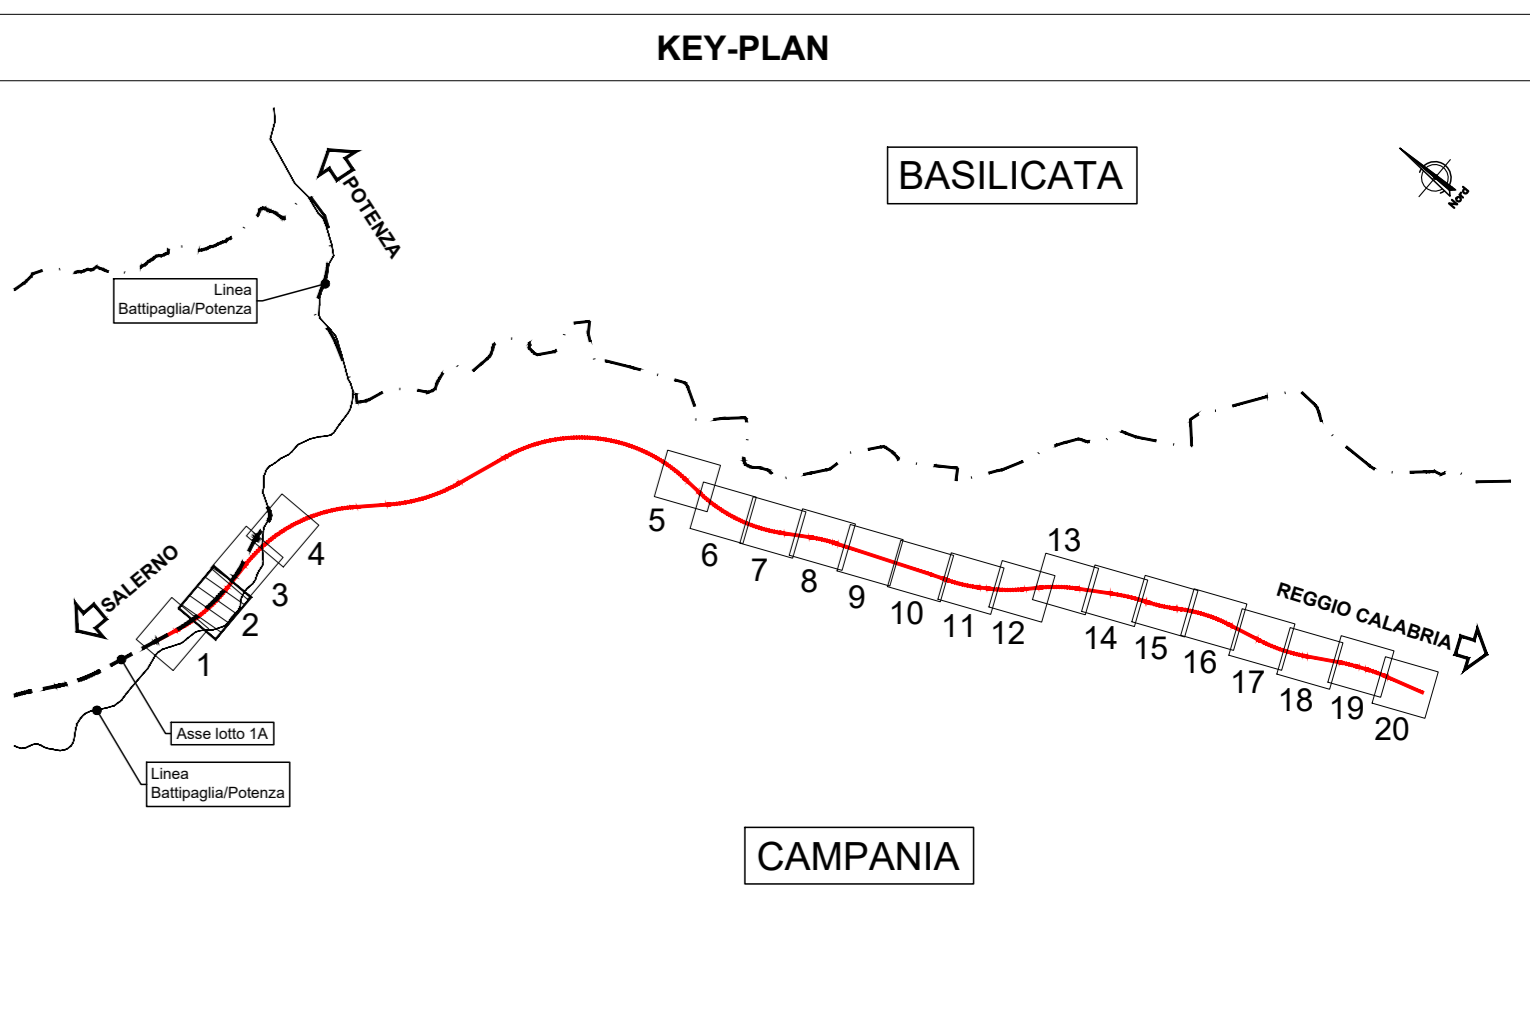 KEY-PLAN
BASILICATA
Nord
POTENZA
Linea
Battipaglia/Potenza
SALERNO
1
2
3
4
5
6
7
8
9
10
11
12
13
14
15
16
17
18
19
20
REGGIO CALABRIA
Asse lotto 1A
Linea
Battipaglia/Potenza
CAMPANIA